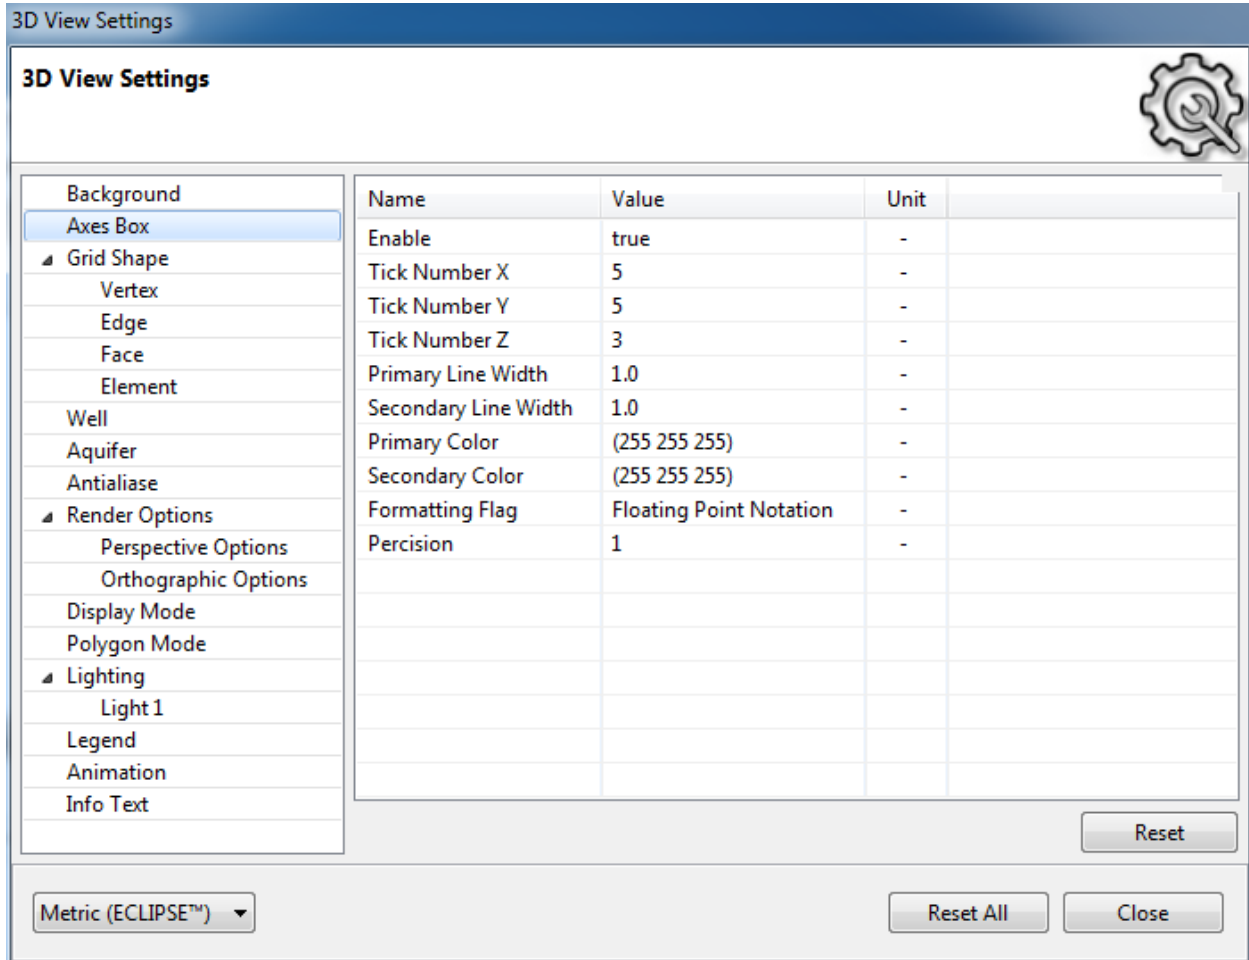 3D View Settings
3D View Settings
Background
Axes Box
Grid Shape
Vertex
Edge
Face
Element
Well
Aquifer
Antialiase
Render Options
Perspective Options
Orthographic Options
Display Mode
Polygon Mode
Lighting
Light 1
Legend
Animation
Info Text
Name Value Unit
Enable true -
Tick Number X 5 -
Tick Number Y 5 -
Tick Number Z 3 -
Primary Line Width 1.0 -
Secondary Line Width 1.0 -
Primary Color (255 255 255) -
Secondary Color (255 255 255) -
Formatting Flag Floating Point Notation -
Percision 1 -
Reset
Metric (ECLIPSE™) Reset All Close